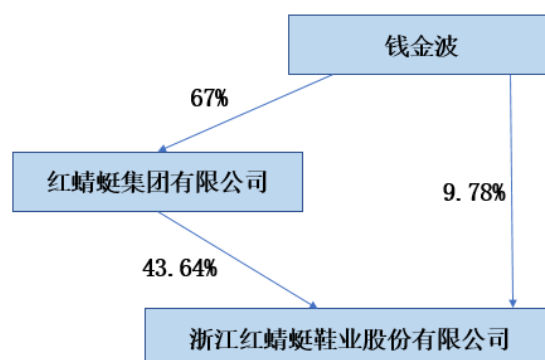 钱金波
67%
红蜻蜓集团有限公司
9.78%
43.64%
浙江红蜻蜓鞋业股份有限公司